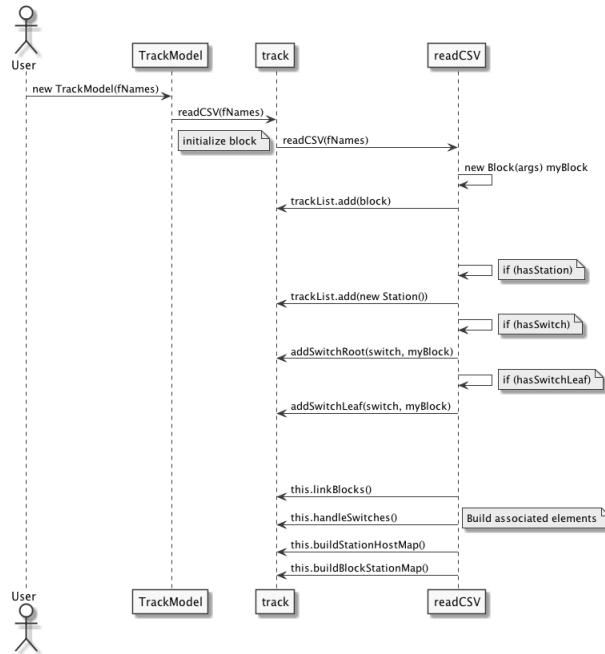 User
TrackModel
track
readCSV
new TrackModel(fNames)
readCSV(fNames)
initialize block
readCSV(fNames)
new Block(args) myBlock
trackList.add(block)
if (hasStation)
trackList.add(new Station())
if (hasSwitch)
addSwitchRoot(switch, myBlock)
if (hasSwitchLeaf)
addSwitchLeaf(switch, myBlock)
this.linkBlocks()
this.handleSwitches()
Build associated elements
this.buildStationHostMap()
this.buildBlockStationMap()
User
TrackModel
track
readCSV